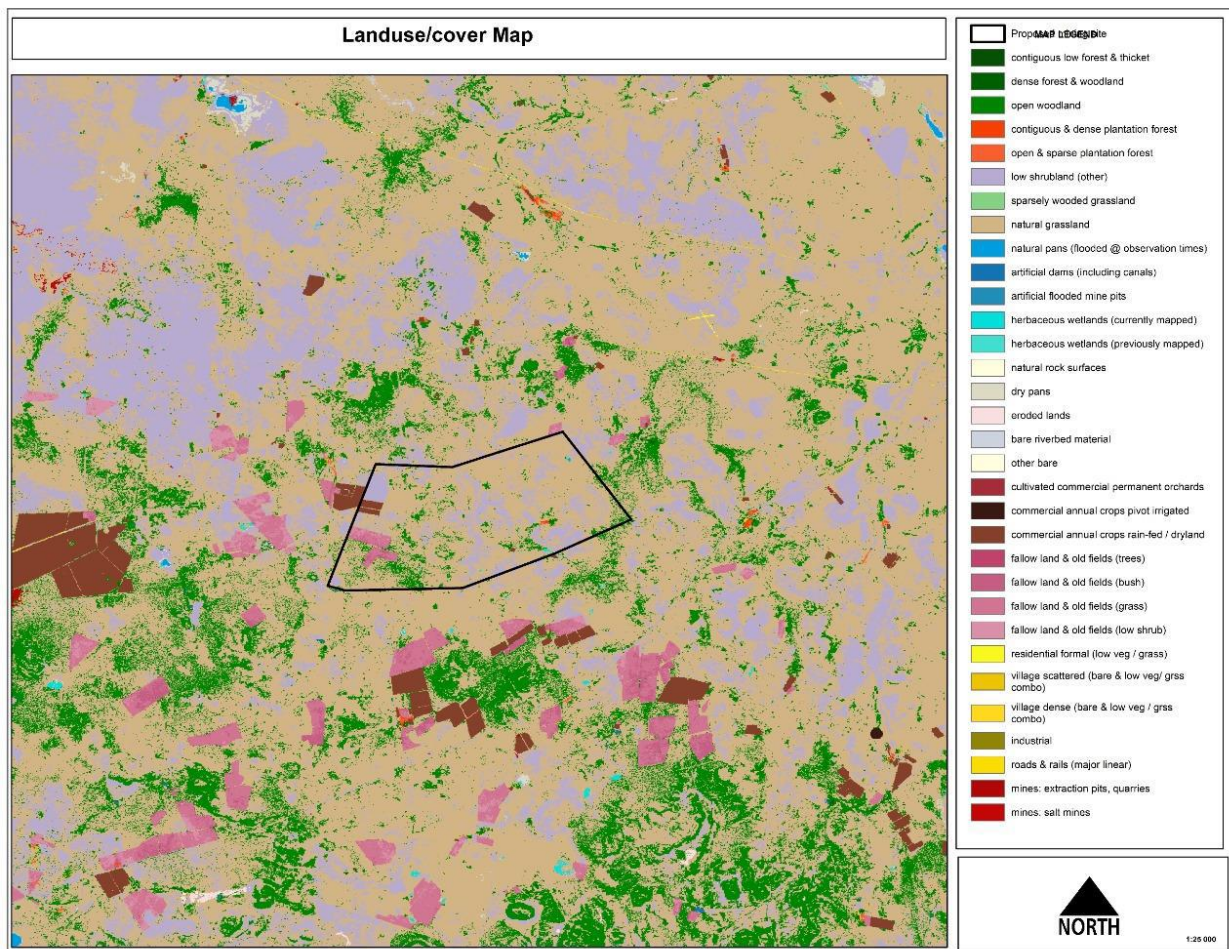 Landuse/cover Map
MAP LEGEND
Proposed mining site
contiguous low forest & thicket
dense forest & woodland
open woodland
contiguous & dense plantation forest
open & sparse plantation forest
low shrubland (other)
sparsely wooded grassland
natural grassland
natural pans (flooded @ observation times)
artificial dams (including canals)
artificial flooded mine pits
herbaceous wetlands (currently mapped)
herbaceous wetlands (previously mapped)
natural rock surfaces
dry pans
eroded lands
bare riverbed material
other bare
cultivated commercial permanent orchards
commercial annual crops pivot irrigated
commercial annual crops rain-fed / dryland
fallow land & old fields (trees)
fallow land & old fields (bush)
fallow land & old fields (grass)
fallow land & old fields (low shrub)
residential formal (low veg / grass)
village scattered (bare & low veg/ grss
combo)
village dense (bare & low veg / grss
combo)
industrial
roads & rails (major linear)
mines: extraction pits, quarries
mines: salt mines
NORTH
1:25 000